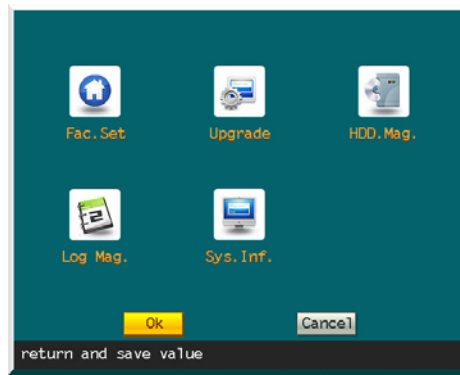 Fac.Set Upgrade HDD.Mag.
Log Mag. Sys.Inf.
Ok Cancel
return and save value